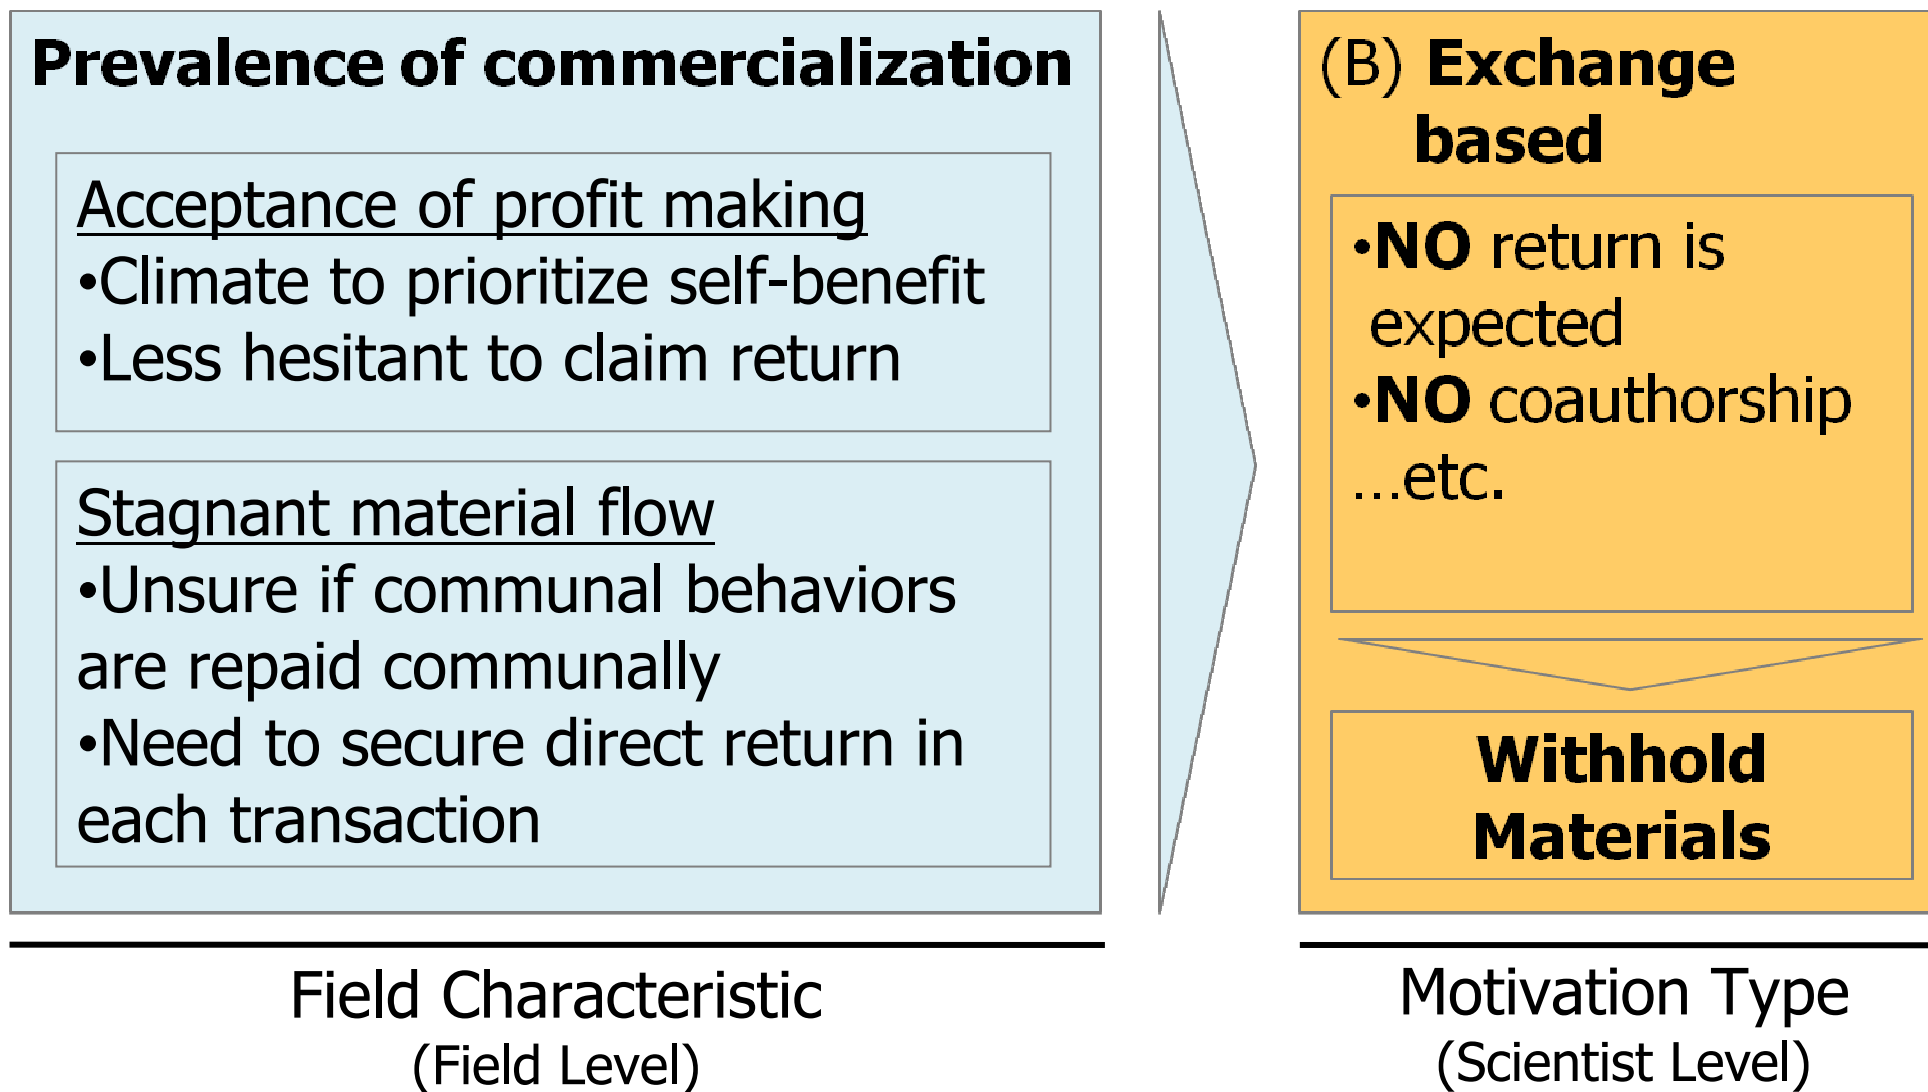 Prevalence of commercialization
Acceptance of profit making
•Climate to prioritize self-benefit
•Less hesitant to claim return
Stagnant material flow
•Unsure if communal behaviors
are repaid communally
•Need to secure direct return in
each transaction
Field Characteristic
(Field Level)
(B) Exchange
based
•NO return is
expected
•NO coauthorship
...etc.
Withhold
Materials
Motivation Type
(Scientist Level)